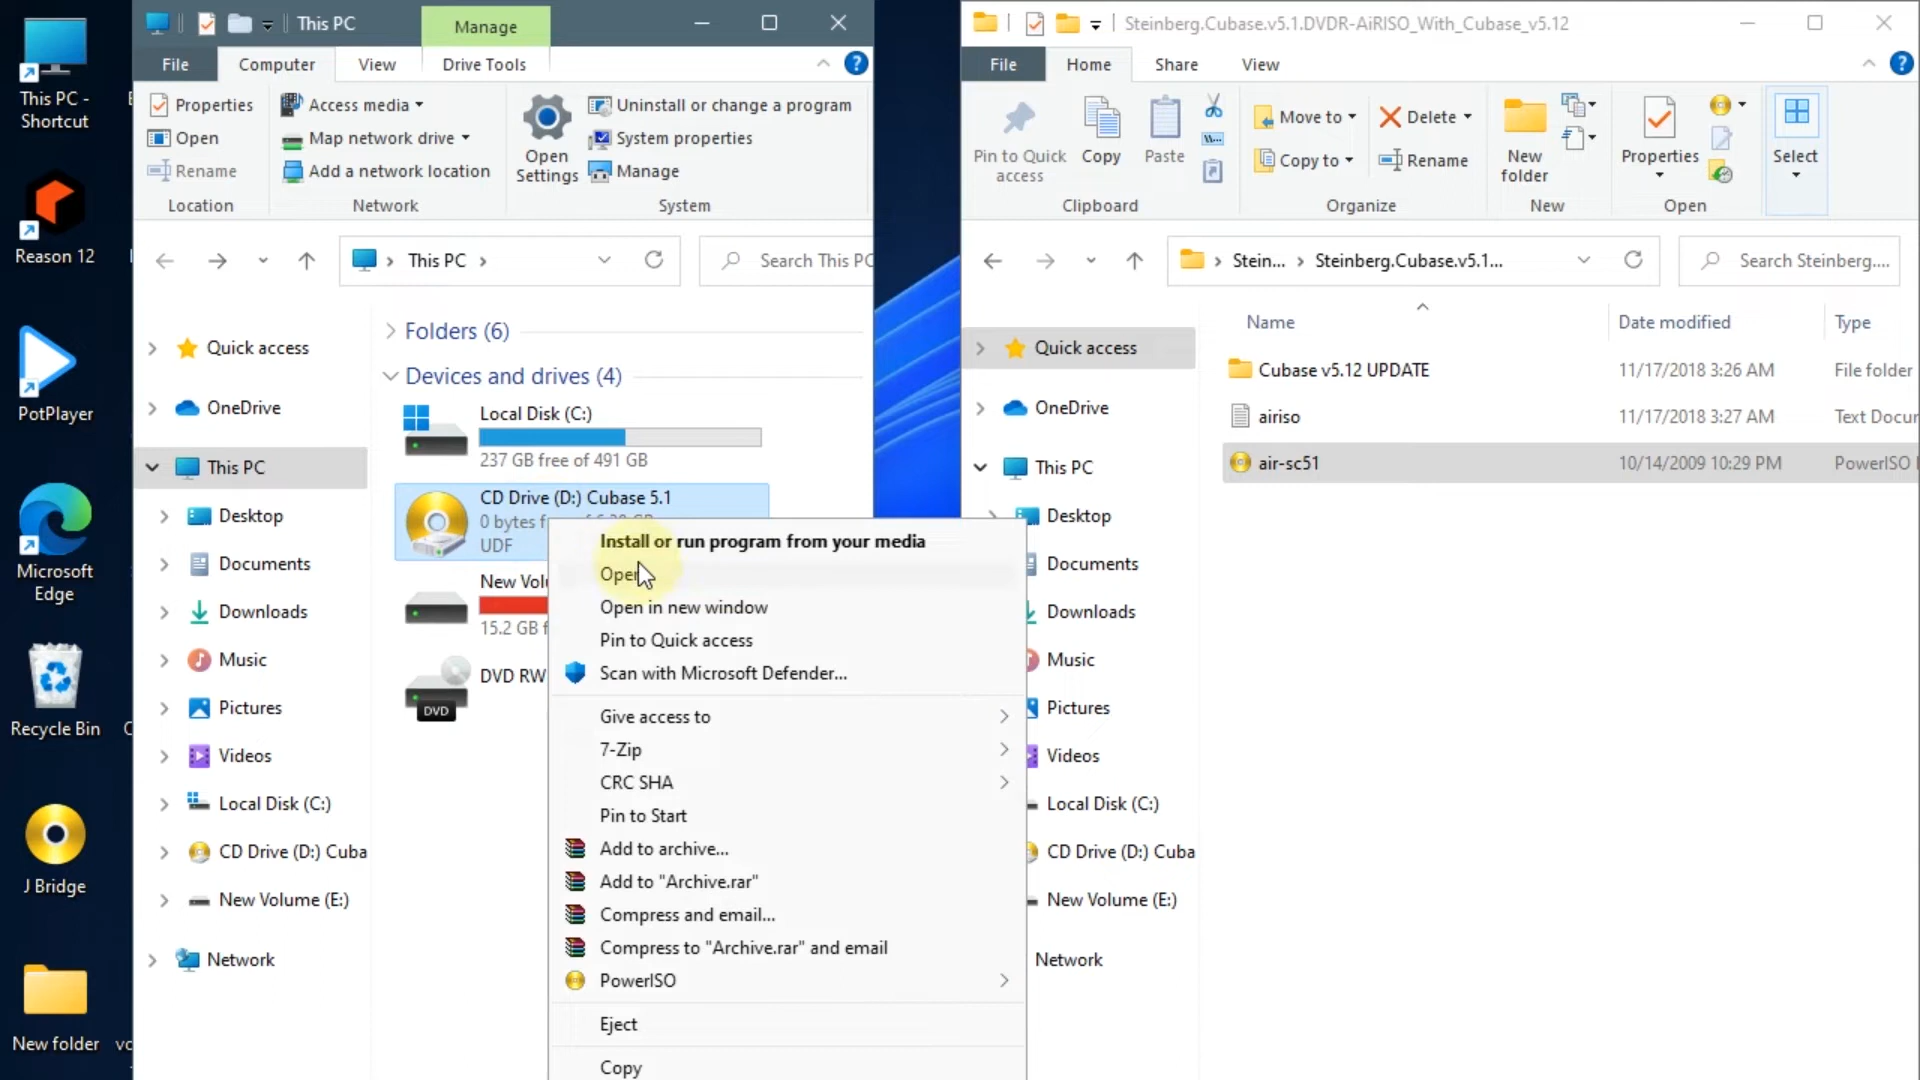 This PC
Manage
File
Computer
View
Drive Tools
Properties
Open
Rename
Location
Access media
Map network drive
Add a network location
Network
Open
Settings
Uninstall or change a program
System properties
Manage
System
This PC
Search This PC
Quick access
OneDrive
This PC
Desktop
Documents
Downloads
Music
Pictures
Videos
Local Disk (C:)
CD Drive (D:) Cuba
New Volume (E:)
Network
Folders (6)
Devices and drives (4)
Local Disk (C:)
237 GB free of 491 GB
CD Drive (D:) Cubase 5.1
0 bytes
UDF
New
15.2 GB
DVD RW
DVD
Install or run program from your media
Open
Open in new window
Pin to Quick access
Scan with Microsoft Defender...
Give access to
7-Zip
CRC SHA
Pin to Start
Add to archive...
Add to "Archive.rar"
Compress and email...
Compress to "Archive.rar" and email
PowerISO
Eject
Copy
This PC -
Shortcut
Reason 12
PotPlayer
Microsoft
Edge
Recycle Bin
J Bridge
New folder
Steinberg.Cubase.v5.1.DVDR-AiRISO_With_Cubase_v5.12
File
Home
Share
View
Pin to Quick
access
Copy
Paste
Clipboard
Move to
Copy to
Delete
Rename
Organize
New
folder
New
Properties
Open
Select
Stein...
Steinberg.Cubase.v5.1...
Search Steinberg....
Quick access
OneDrive
This PC
Desktop
Documents
Downloads
Music
Pictures
Videos
Local Disk (C:)
CD Drive (D:) Cuba
New Volume (E:)
Network
Name
Date modified
Type
Cubase v5.12 UPDATE
11/17/2018 3:26 AM
File folder
airiso
11/17/2018 3:27 AM
Text Docu
air-sc51
10/14/2009 10:29 PM
PowerISO